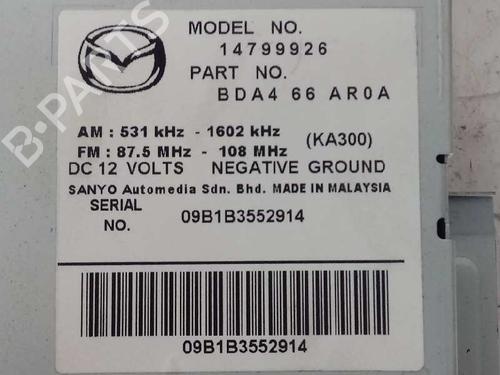 MODEL NO.
14799926
PART NO.
BDA4 66 AR0A
AM : 531 kHz - 1602 kHz
(KA300)
FM : 87.5 MHz - 108 MHz
DC 12 VOLTS NEGATIVE GROUND
SANYO Automedia Sdn. Bhd. MADE IN MALAYSIA
SERIAL
NO.
09B1B3552914
09B1B3552914
B-PARTS